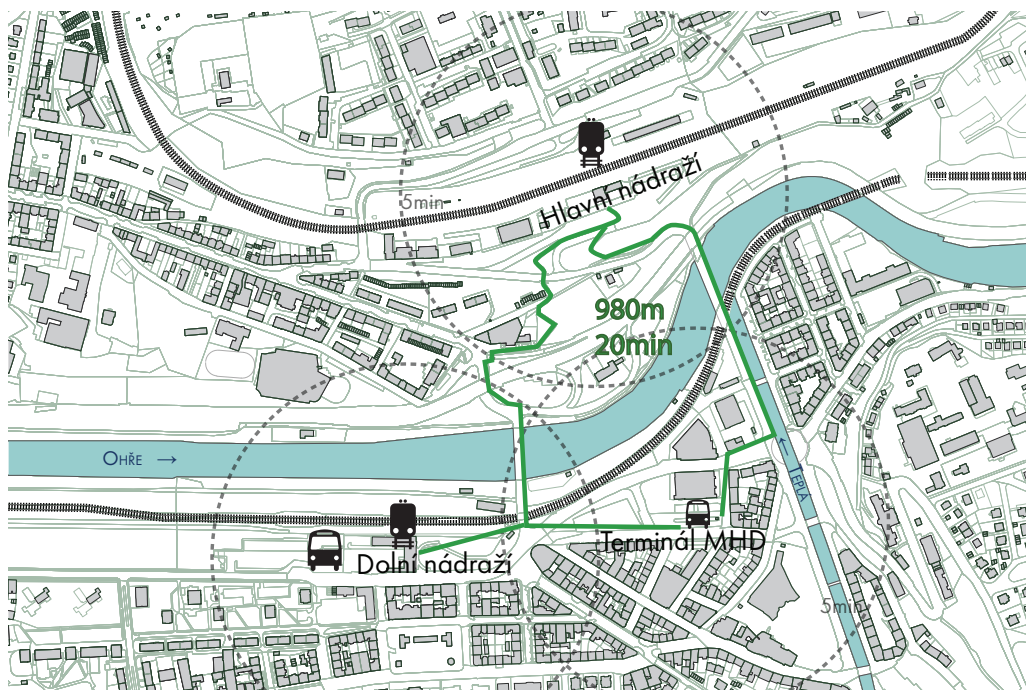 5min
Hlavní nádraží
980m
20min
OHŘE →
← TEPLÁ
Dolní nádraží
Terminál MHD
5min